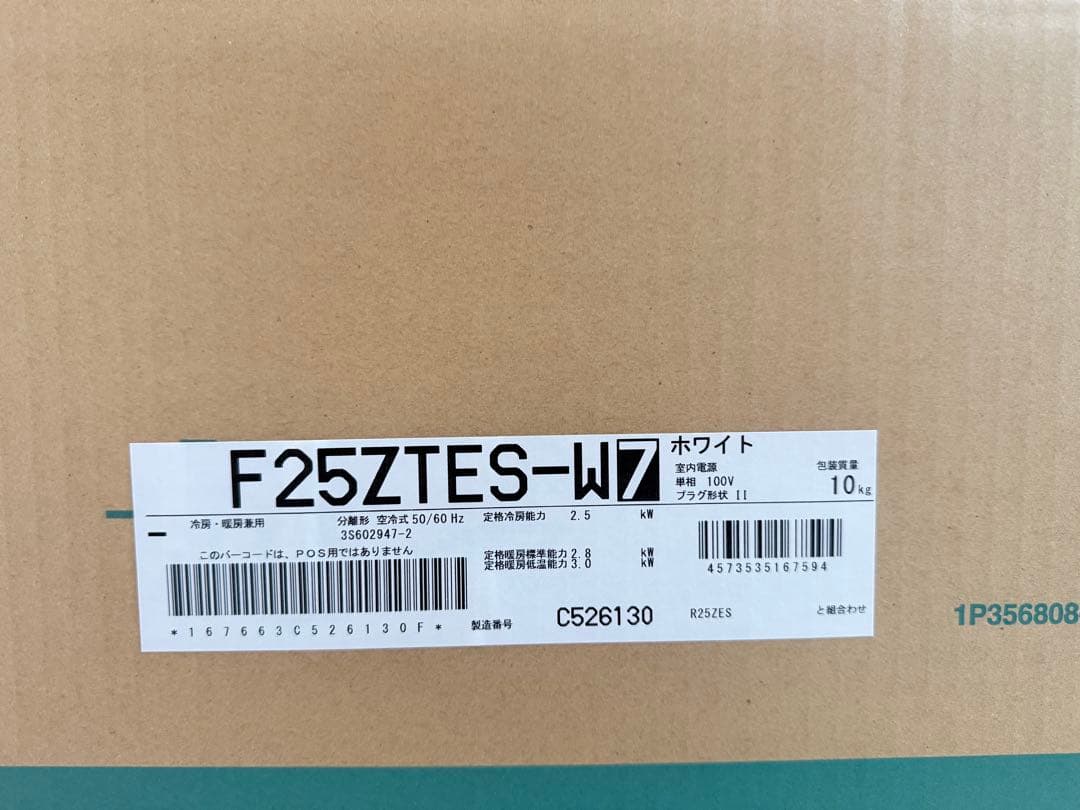 F25ZTES-W7
ホワイト
室内電源
単相 100V
プラグ形状 II
包装質量
10kg
冷房・暖房兼用
分離形 空冷式 50/60 Hz
3S602947-2
定格冷房能力 2.5 kW
このバーコードは、POS用ではありません
定格暖房標準能力 2.8 kW
定格暖房低温能力 3.0 kW
4573535167594
*167663C526130F*
製造番号 C526130
R25ZES と組合わせ
1P356808